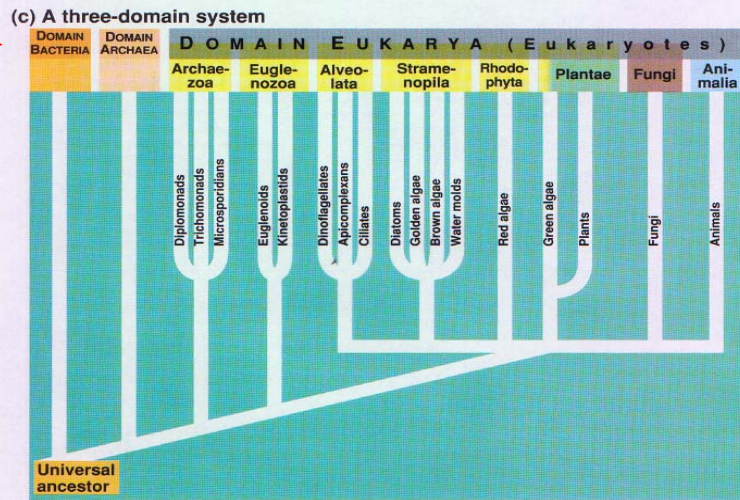 (c) A three-domain system
DOMAIN
BACTERIA
DOMAIN
ARCHAEA
DOMAIN EUKARYA (Eukaryotes)
Archae-
zoa
Eugle-
nozoa
Alveo-
lata
Strame-
nopila
Rhodo-
phyta
Plantae
Fungi
Ani-
malia
Diplomonads
Trichomonads
Microsporidians
Euglenoids
Kinetoplastids
Dinoflagellates
Apicomplexans
Ciliates
Diatoms
Golden algae
Brown algae
Water molds
Red algae
Green algae
Plants
Fungi
Animals
Universal
ancestor